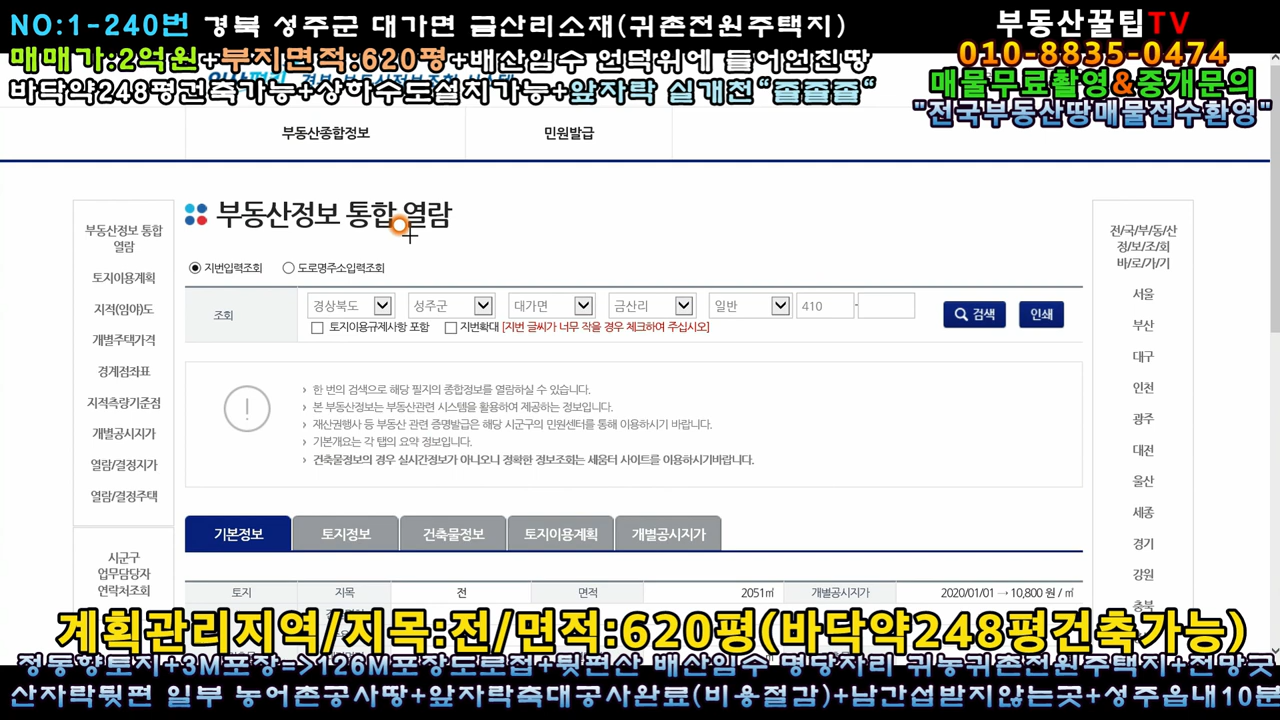 NO:1-240번 경북 성주군 대가면 금산리소재(귀촌전원주택지)
부동산꿀팁TV
010-8835-0474
매매가:2억원+부지면적:620평+배산임수 언덕위에 들어앉친땅
매물무료촬영&중개문의
바닥약248평건축가능+상하수도설치가능+앞자락 실개천“졸졸졸“
"전국부동산땅매물접수환영"
부동산종합정보
민원발급
부동산정보 통합 열람
지번입력조회 도로명주소입력조회
조회 경상북도 성주군 대가면 금산리 일반 410 - 검색 인쇄
토지이용규제사항 포함 지번확대 [지번 글씨가 너무 작을 경우 체크하여 주십시오]
부동산정보 통합
열람
토지이용계획
지적(임야)도
개별주택가격
경계점좌표
지적측량기준점
개별공시지가
열람/결정지가
열람/결정주택
시군구
업무담당자
연락처조회
› 한 번의 검색으로 해당 필지의 종합정보를 열람하실 수 있습니다.
› 본 부동산정보는 부동산관련 시스템을 활용하여 제공하는 정보입니다.
› 재산권행사 등 부동산 관련 증명발급은 해당 시군구의 민원센터를 통해 이용하시기 바랍니다.
› 기본개요는 각 탭의 요약 정보입니다.
› 건축물정보의 경우 실시간정보가 아니오니 정확한 정보조회는 세움터 사이트를 이용하시기바랍니다.
기본정보 토지정보 건축물정보 토지이용계획 개별공시지가
토지 지목 전 면적 2051㎡ 개별공시지가 2020/01/01 → 10,800 원 / ㎡
전/국/부/동/산
정/보/조/회
바/로/가/기
서울
부산
대구
인천
광주
대전
울산
세종
경기
강원
충북
계획관리지역/지목:전/면적:620평(바닥약248평건축가능)
정동향토지+3M포장=>126M포장도로접+뒷편산 배산임수 명당자리 귀농귀촌전원주택지+전망굿
산자락뒷편 일부 농어촌공사땅+앞자락축대공사완료(비용절감)+남간섭받지않는곳+성주읍내10분